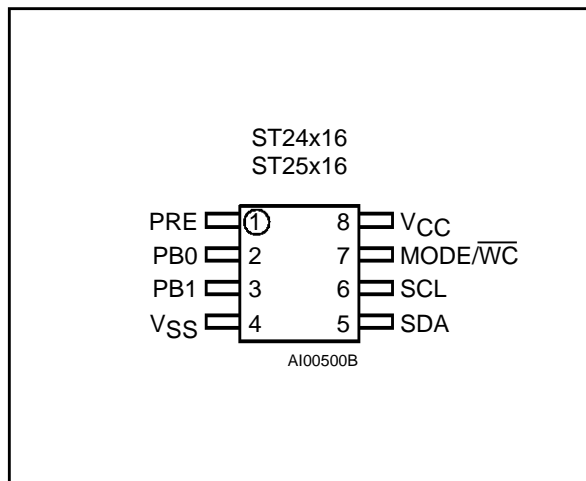 ST24x16
ST25x16
PRE 1 8 VCC
PB0 2 7 MODE/W̅C̅
PB1 3 6 SCL
VSS 4 5 SDA
AI00500B